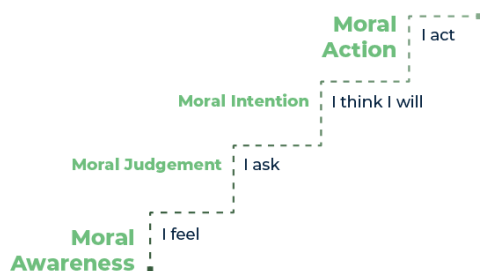 Moral
Action
I act
Moral Intention
I think I will
Moral Judgement
I ask
Moral
Awareness
I feel